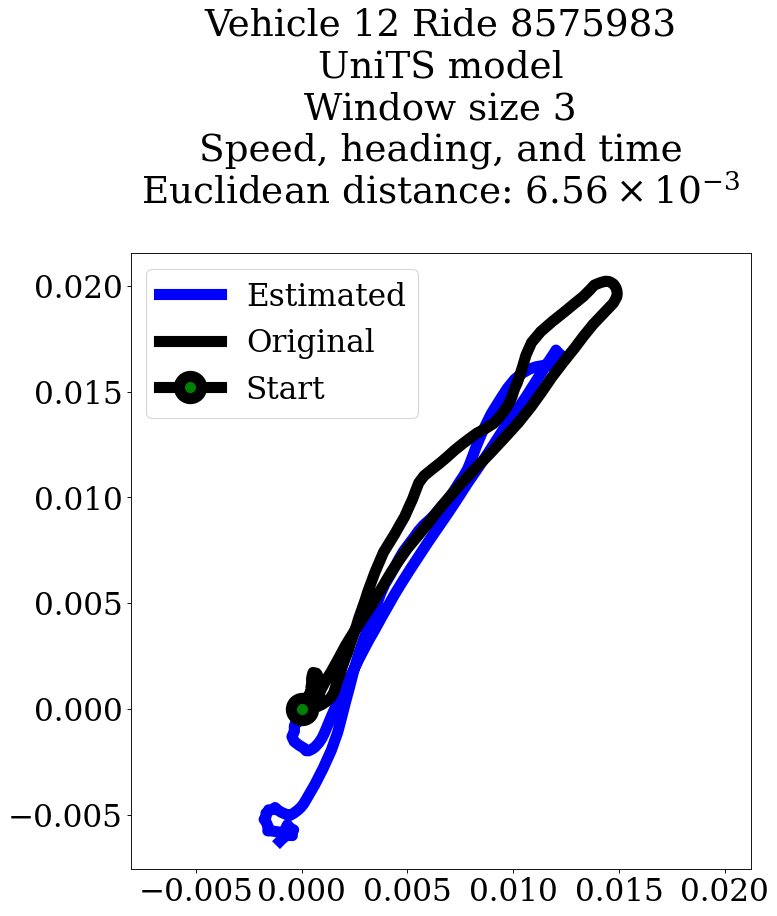 Vehicle 12 Ride 8575983
UniTS model
Window size 3
Speed, heading, and time
Euclidean distance: 6.56 × 10⁻³
Estimated
Original
Start
0.020
0.015
0.010
0.005
0.000
−0.005
−0.005 0.000 0.005 0.010 0.015 0.020